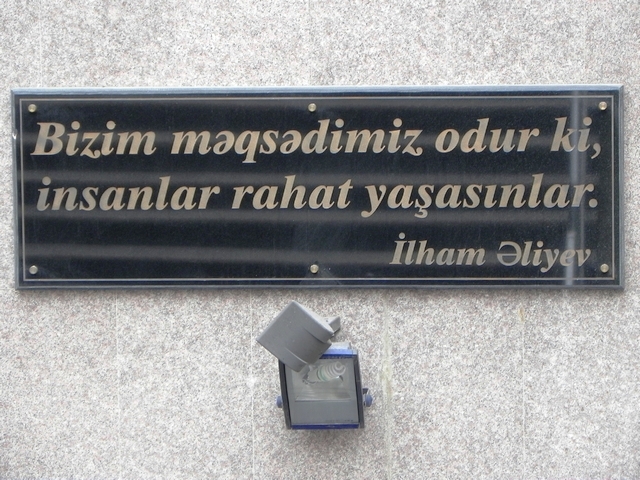 Bizim məqsədimiz odur ki,
insanlar rahat yaşasınlar.
İlham Əliyev